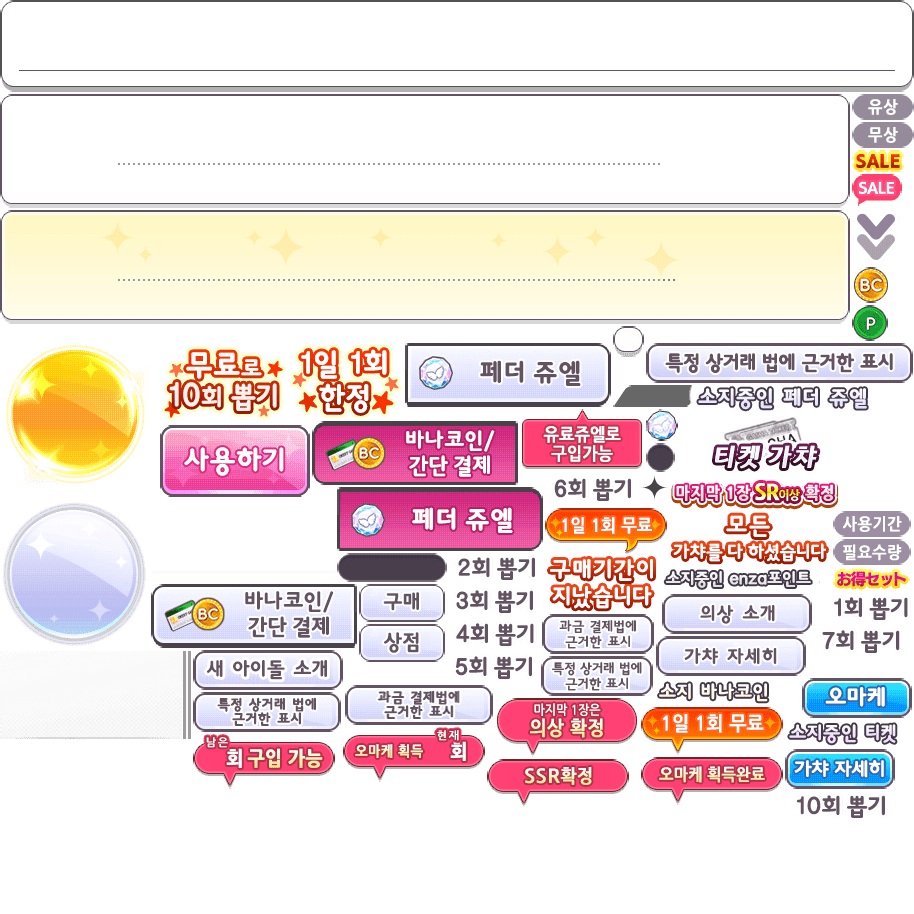 유상
무상
SALE
SALE
BC
P
무료로
10회 뽑기
1일 1회
한정
페더 쥬엘
특정 상거래 법에 근거한 표시
소지중인 페더 쥬엘
사용하기
BC
바나코인/
간단 결제
유료쥬엘로
구입가능
티켓 가챠
페더 쥬엘
6회 뽑기
마지막 1장 SR이상 확정
1일 1회 무료
모든
가챠를 다 하셨습니다
사용기간
필요수량
2회 뽑기
구매기간이
지났습니다
소지중인 enza포인트
お得セット
BC
바나코인/
간단 결제
구매
3회 뽑기
의상 소개
1회 뽑기
상점
4회 뽑기
과금 결제법에
근거한 표시
가챠 자세히
7회 뽑기
새 아이돌 소개
5회 뽑기
특정 상거래 법에
근거한 표시
소지 바나코인
오마케
특정 상거래 법에
근거한 표시
과금 결제법에
근거한 표시
마지막 1장은
의상 확정
1일 1회 무료
소지중인 티켓
남은
회 구입 가능
오마케 획득
현재
회
SSR확정
오마케 획득완료
가챠 자세히
10회 뽑기